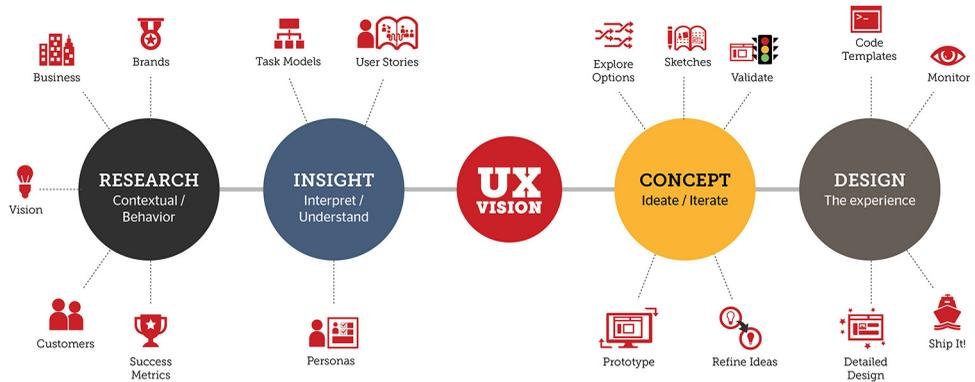 Business
Brands
Vision
RESEARCH
Contextual /
Behavior
Customers
Success
Metrics
Task Models
User Stories
INSIGHT
Interpret /
Understand
Personas
UX
VISION
Explore
Options
Sketches
Validate
CONCEPT
Ideate / Iterate
Prototype
Refine Ideas
Code
Templates
Monitor
DESIGN
The experience
Detailed
Design
Ship It!